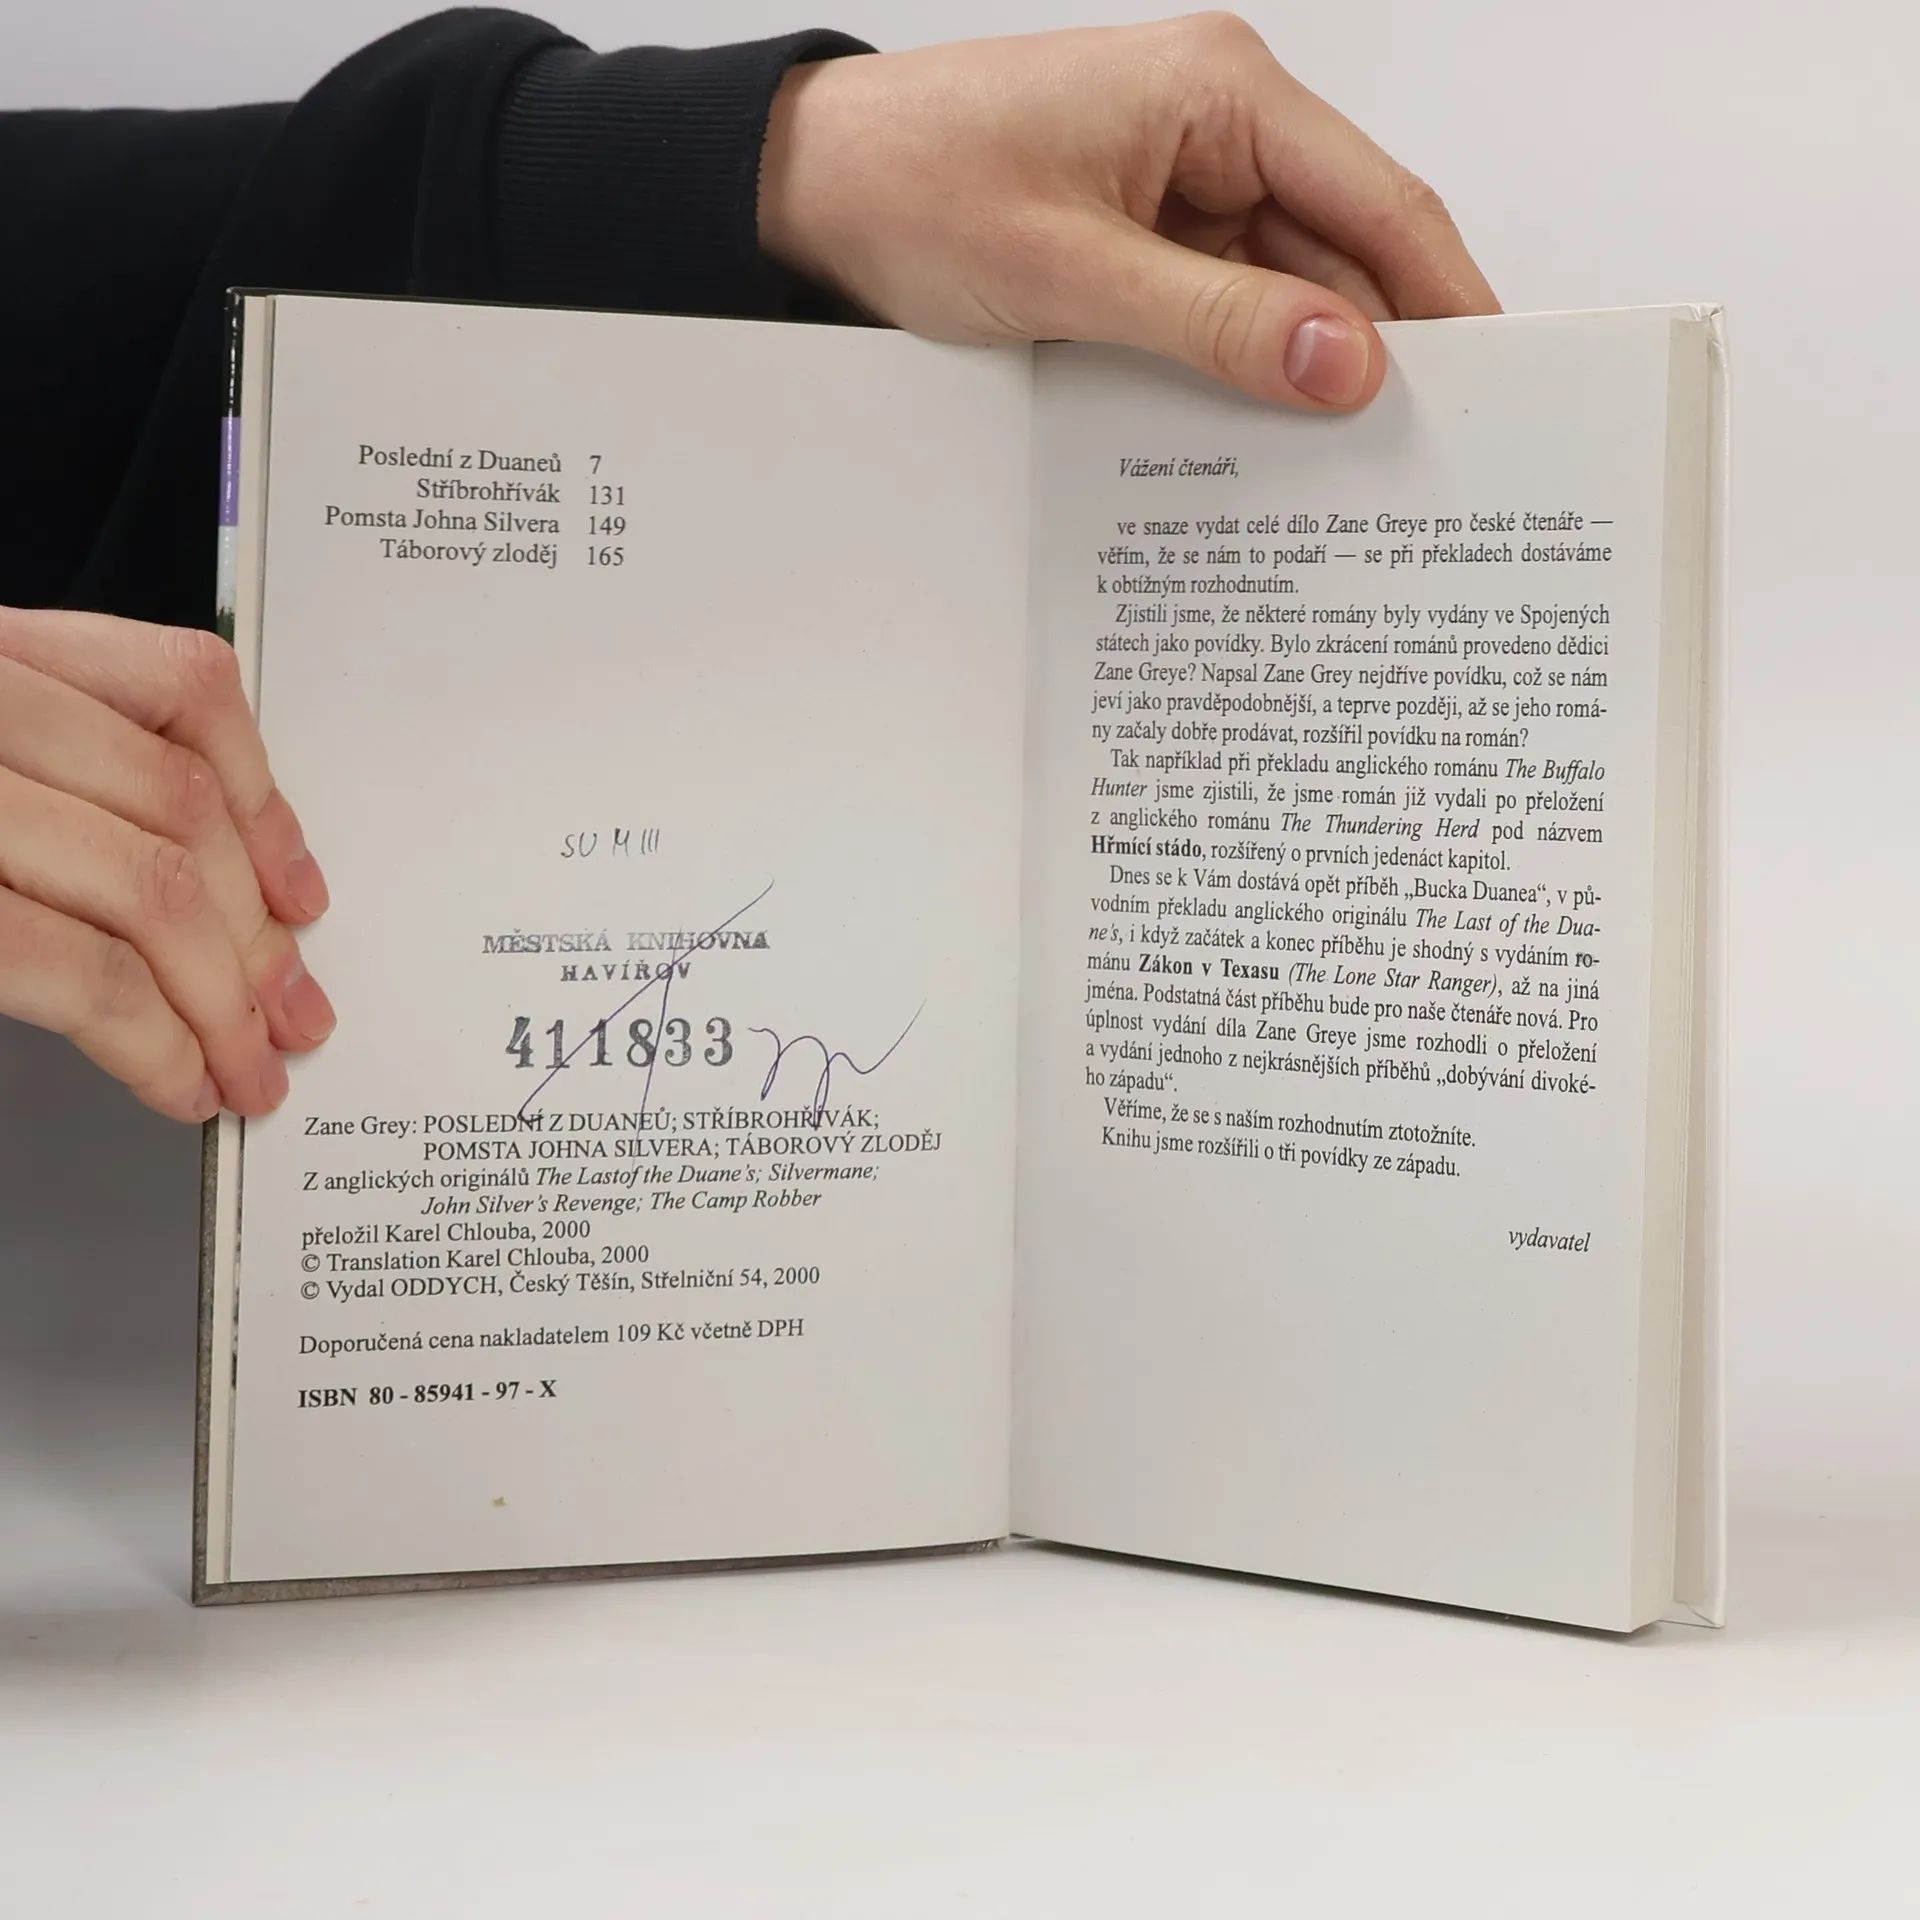 Poslední z Duaneů 7
Stříbrohřívák 131
Pomsta Johna Silvera 149
Táborový zloděj 165
SU M III
MĚSTSKÁ KNIHOVNA
HAVÍŘOV
411833
Zane Grey: POSLEDNÍ Z DUANEŮ; STŘÍBROHŘÍVÁK;
POMSTA JOHNA SILVERA; TÁBOROVÝ ZLODĚJ
Z anglických originálů The Lastof the Duane's; Silvermane;
John Silver's Revenge; The Camp Robber
přeložil Karel Chlouba, 2000
© Translation Karel Chlouba, 2000
© Vydal ODDYCH, Český Těšín, Střelniční 54, 2000
Doporučená cena nakladatelem 109 Kč včetně DPH
ISBN 80 - 85941 - 97 - X
Vážení čtenáři,
ve snaze vydat celé dílo Zane Greye pro české čtenáře —
věřím, že se nám to podaří — se při překladech dostáváme
k obtížným rozhodnutím.
Zjistili jsme, že některé romány byly vydány ve Spojených
státech jako povídky. Bylo zkrácení románů provedeno dědici
Zane Greye? Napsal Zane Grey nejdříve povídku, což se nám
jeví jako pravděpodobnější, a teprve později, až se jeho romá-
ny začaly dobře prodávat, rozšířil povídku na román?
Tak například při překladu anglického románu The Buffalo
Hunter jsme zjistili, že jsme román již vydali po přeložení
z anglického románu The Thundering Herd pod názvem
Hřmící stádo, rozšířený o prvních jedenáct kapitol.
Dnes se k Vám dostává opět příběh „Bucka Duanea“, v pů-
vodním překladu anglického originálu The Last of the Dua-
ne's, i když začátek a konec příběhu je shodný s vydáním ro-
mánu Zákon v Texasu (The Lone Star Ranger), až na jiná
jména. Podstatná část příběhu bude pro naše čtenáře nová. Pro
úplnost vydání díla Zane Greye jsme rozhodli o přeložení
a vydání jednoho z nejkrásnějších příběhů „dobývání divoké-
ho západu“.
Věříme, že se s naším rozhodnutím ztotožníte.
Knihu jsme rozšířili o tři povídky ze západu.
vydavatel